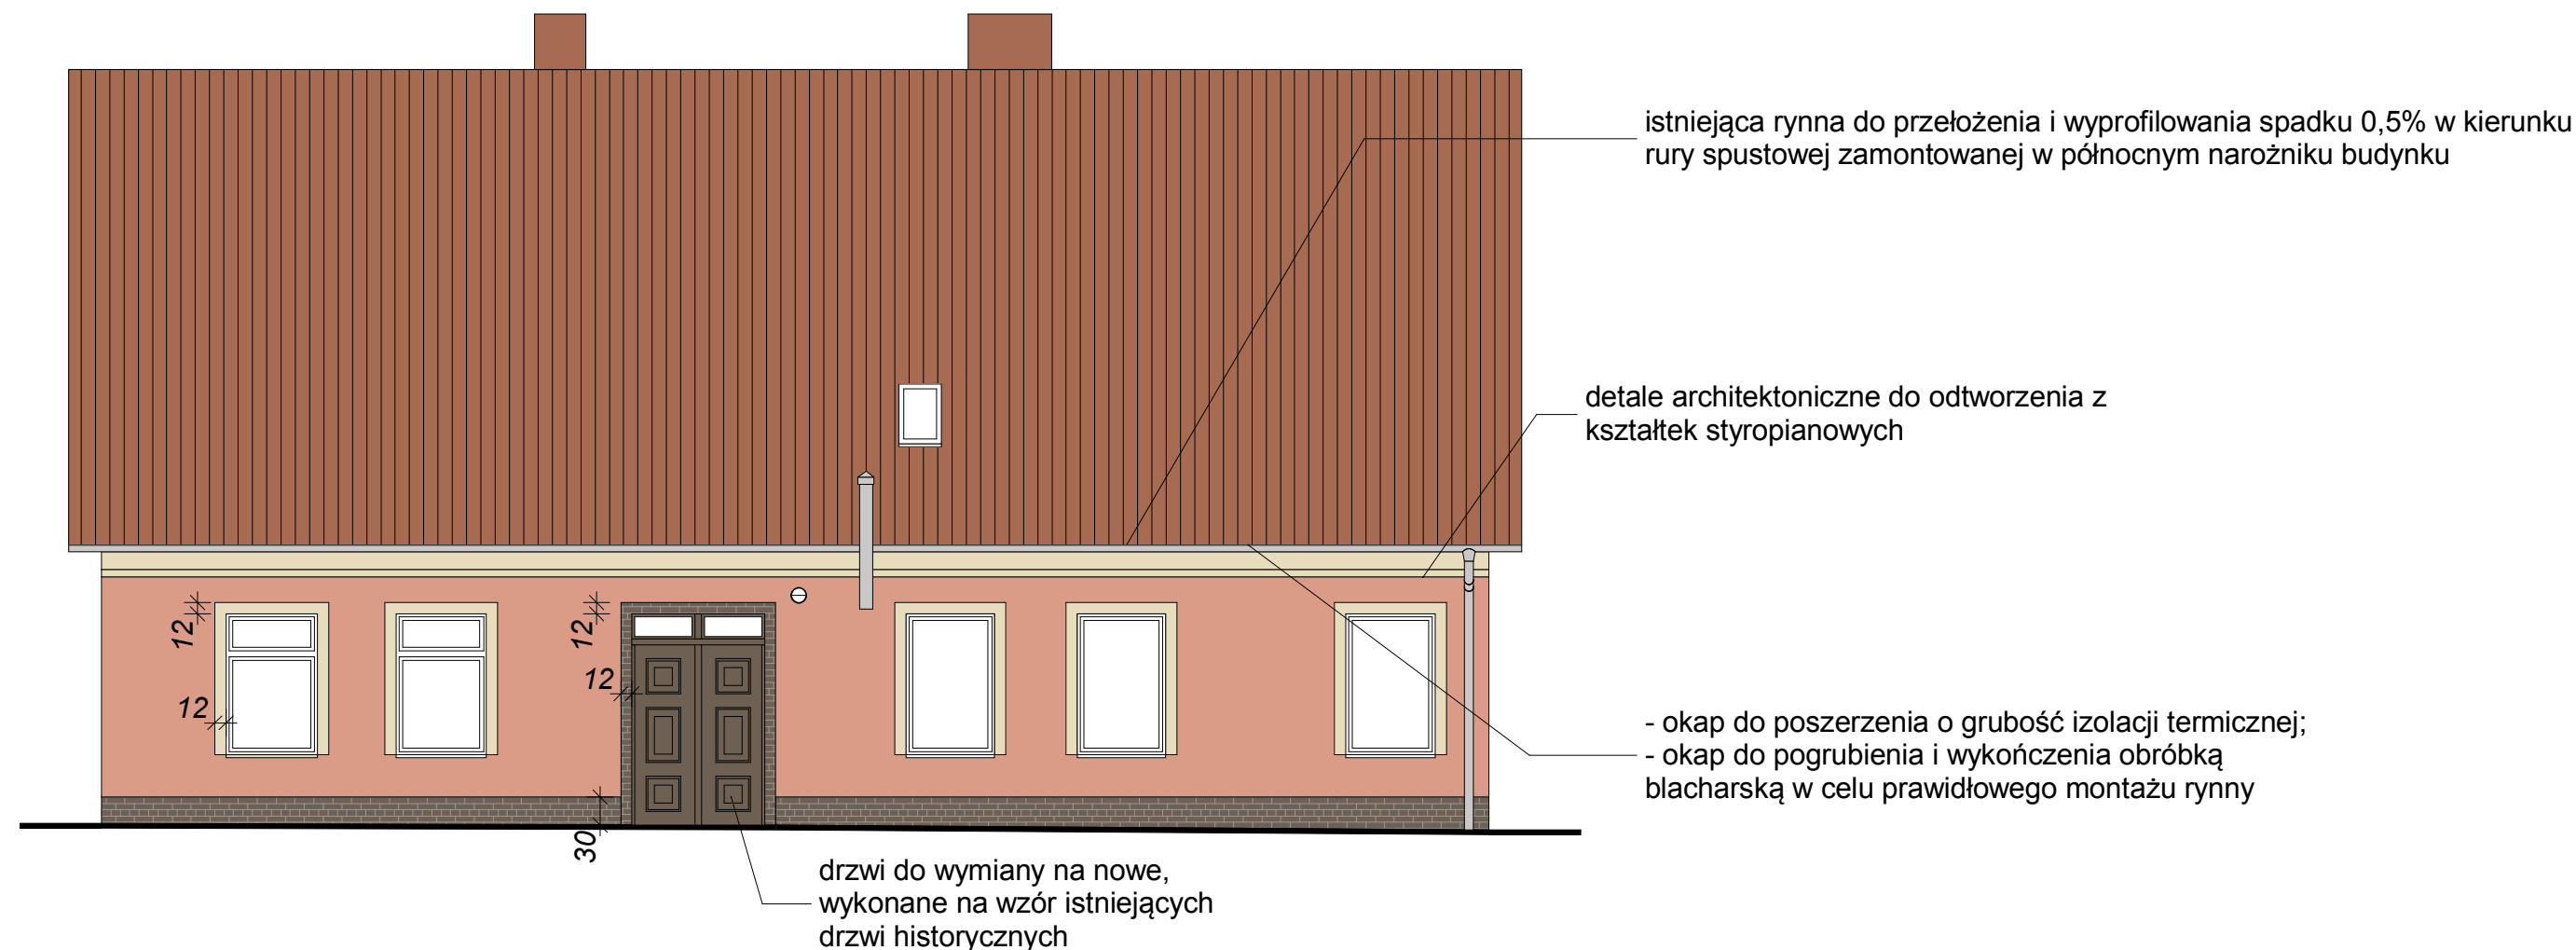 istniejąca rynna do przełożenia i wyprofilowania spadku 0,5% w kierunku
rury spustowej zamontowanej w północnym narożniku budynku
detale architektoniczne do odtworzenia z
kształtek styropianowych
12
12
12
12
- okap do poszerzenia o grubość izolacji termicznej;
- okap do pogrubienia i wykończenia obróbką
blacharską w celu prawidłowego montażu rynny
30
drzwi do wymiany na nowe,
wykonane na wzór istniejących
drzwi historycznych